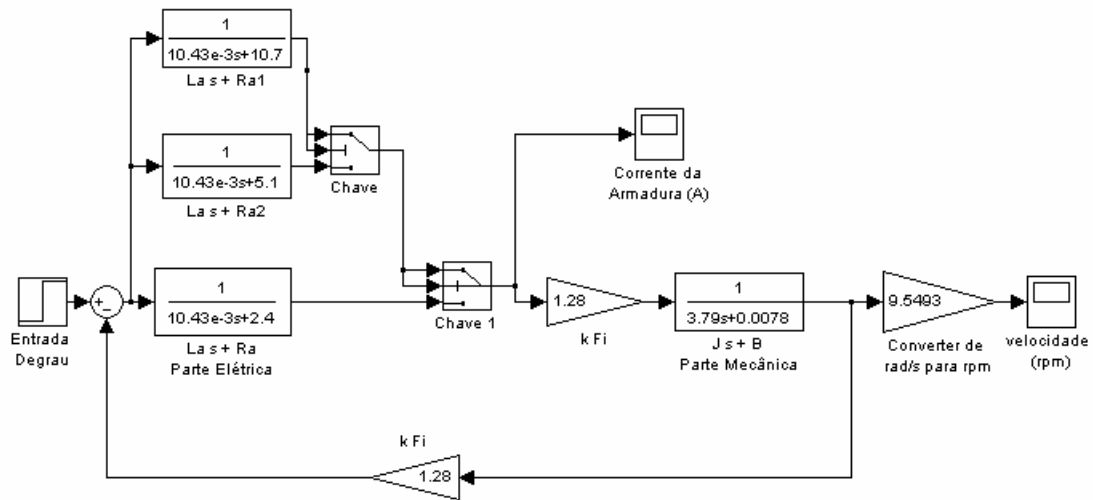 1
10.43e-3s+10.7
La s + Ra1
1
10.43e-3s+5.1
La s + Ra2
Chave
Corrente da
Armadura (A)
Entrada
Degrau
+
−
1
10.43e-3s+2.4
La s + Ra
Parte Elétrica
Chave 1
1.28
k Fi
1
3.79s+0.0078
J s + B
Parte Mecânica
9.5493
Converter de
rad/s para rpm
velocidade
(rpm)
k Fi
1.28